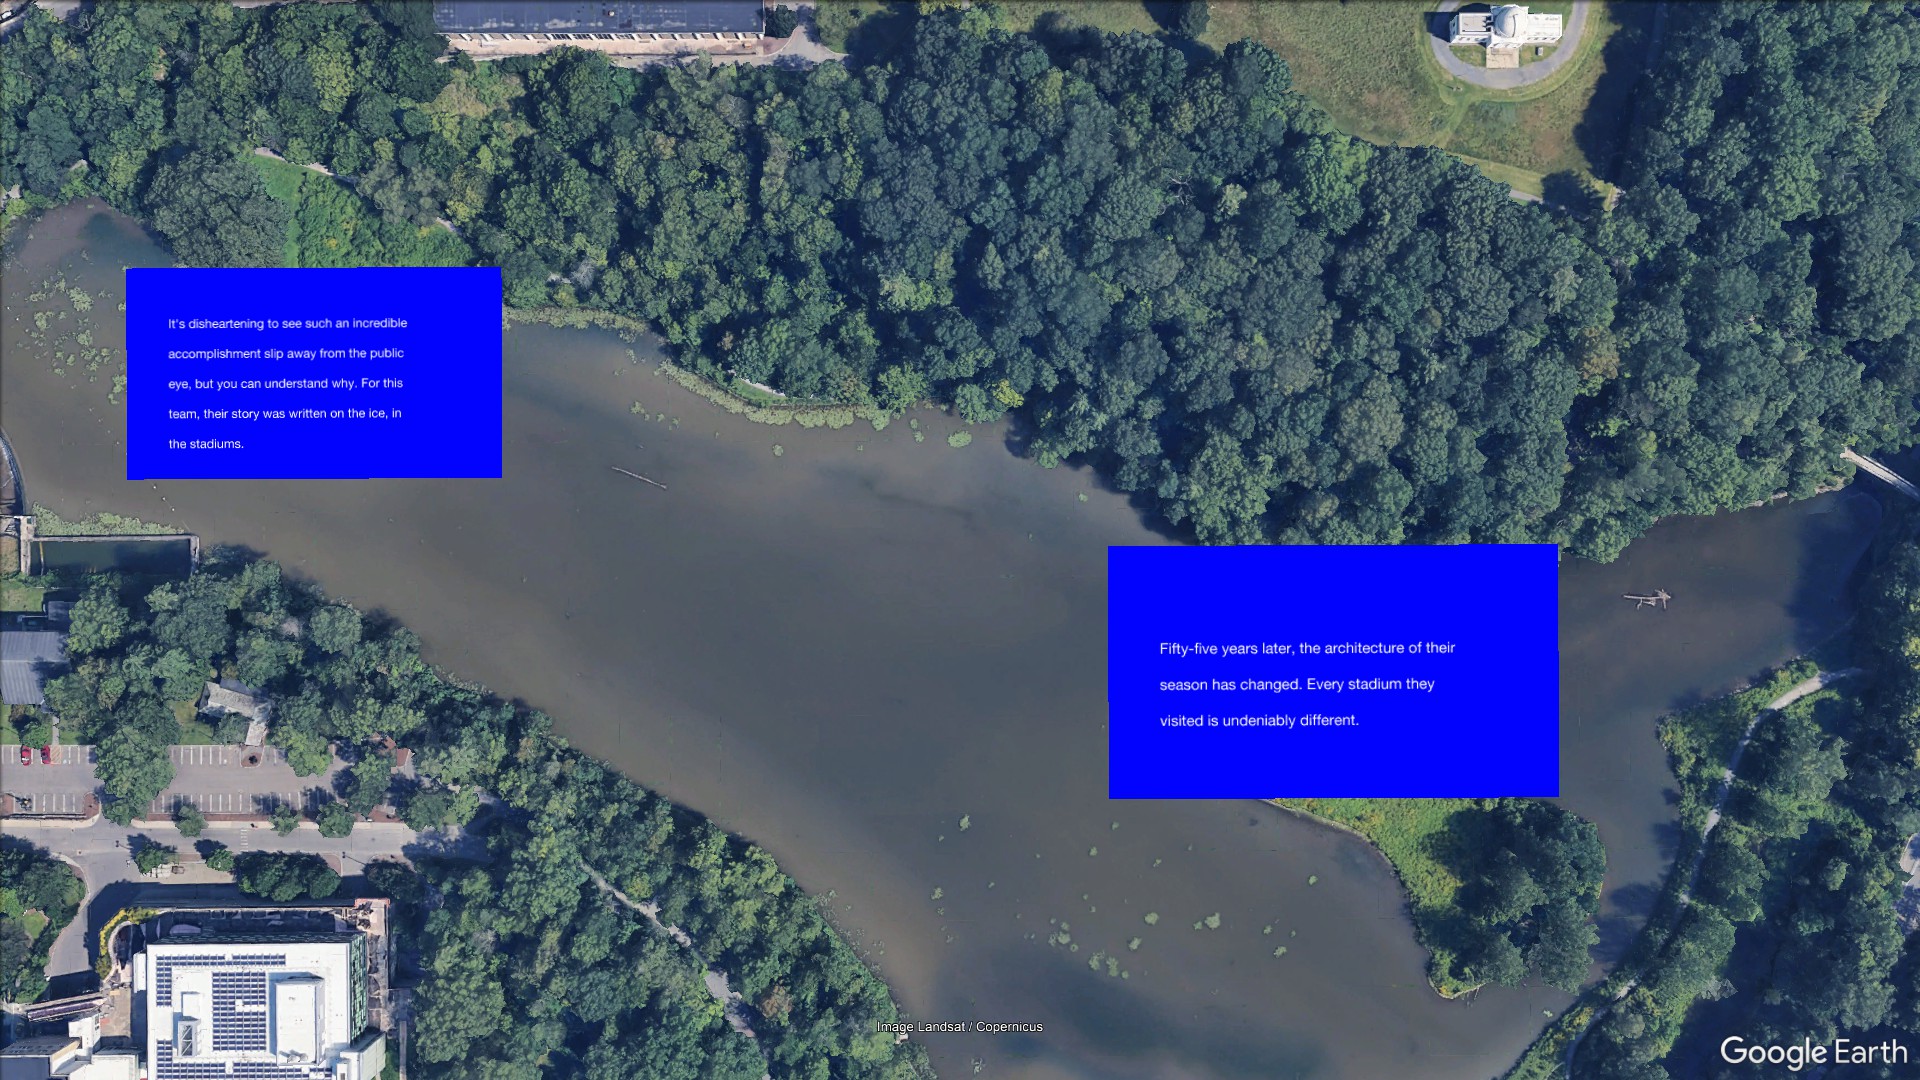 It's disheartening to see such an incredible
accomplishment slip away from the public
eye, but you can understand why. For this
team, their story was written on the ice, in
the stadiums.
Fifty-five years later, the architecture of their
season has changed. Every stadium they
visited is undeniably different.
Image Landsat / Copernicus
Google Earth